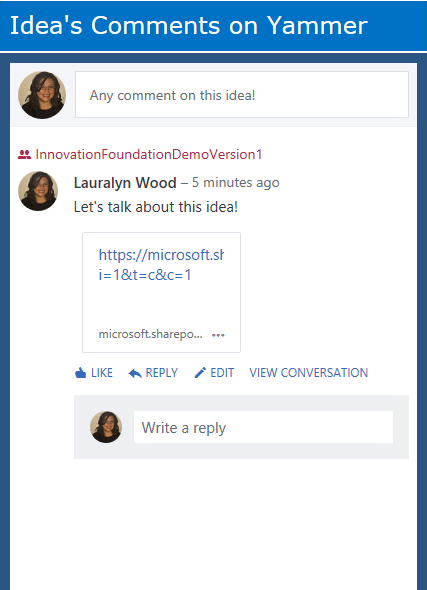 Idea's Comments on Yammer
Any comment on this idea!
InnovationFoundationDemoVersion1
Lauralyn Wood – 5 minutes ago
Let's talk about this idea!
https://microsoft.sh
i=1&t=c&c=1
microsoft.sharepo... •••
LIKE REPLY EDIT VIEW CONVERSATION
Write a reply